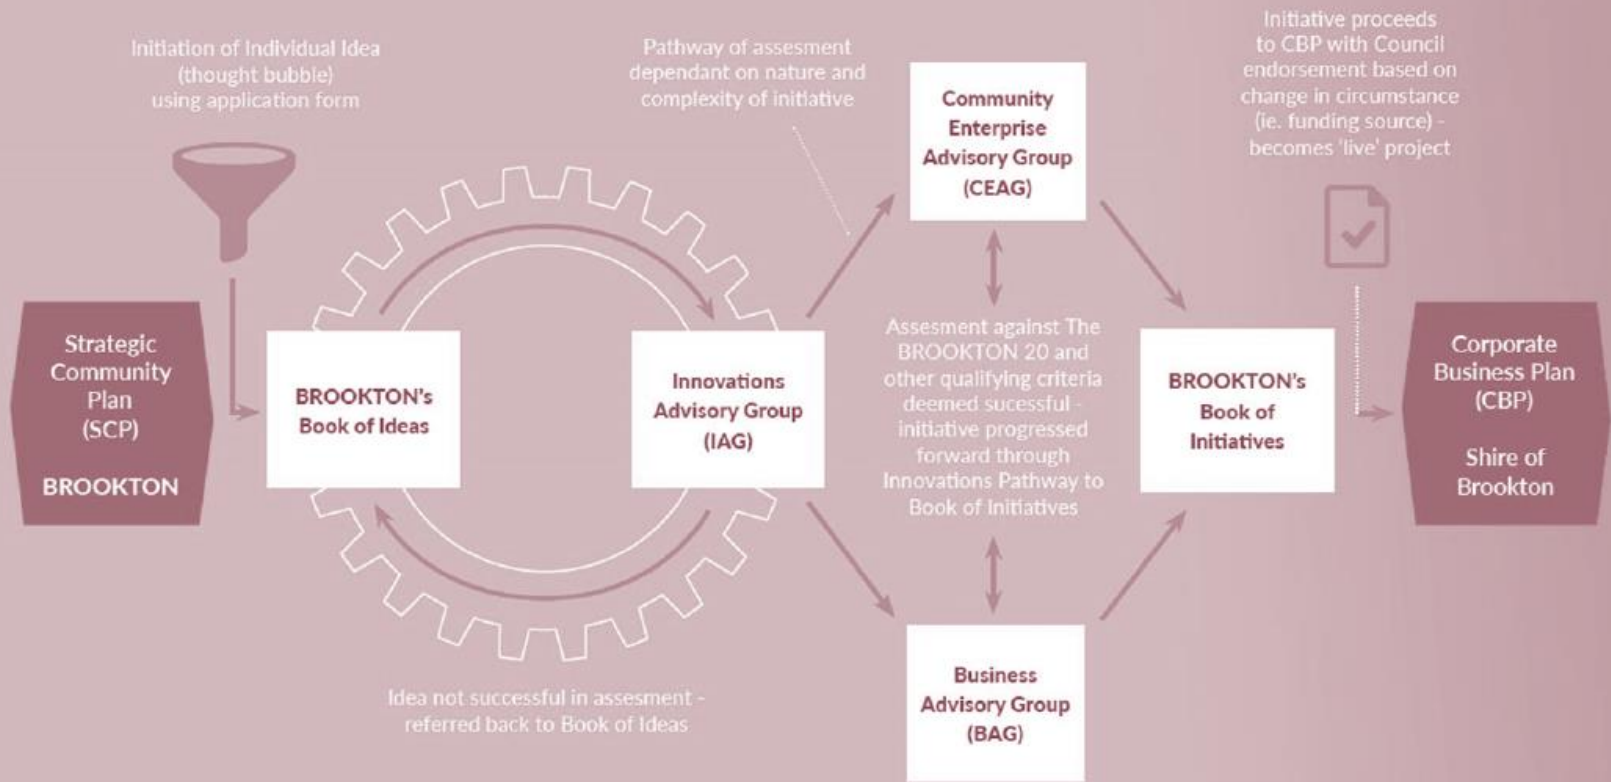 Initiation of Individual Idea
(thought bubble)
using application form
Pathway of assesment
dependant on nature and
complexity of initiative
Initiative proceeds
to CBP with Council
endorsement based on
change in circumstance
(ie. funding source) -
becomes 'live' project
Strategic
Community
Plan
(SCP)
BROOKTON
BROOKTON's
Book of Ideas
Innovations
Advisory Group
(IAG)
Community
Enterprise
Advisory Group
(CEAG)
Assesment against The
BROOKTON 20 and
other qualifying criteria
deemed sucessful -
initiative progressed
forward through
Innovations Pathway to
Book of Initiatives
Business
Advisory Group
(BAG)
BROOKTON's
Book of
Initiatives
Corporate
Business Plan
(CBP)
Shire of
Brookton
Idea not successful in assesment -
referred back to Book of Ideas